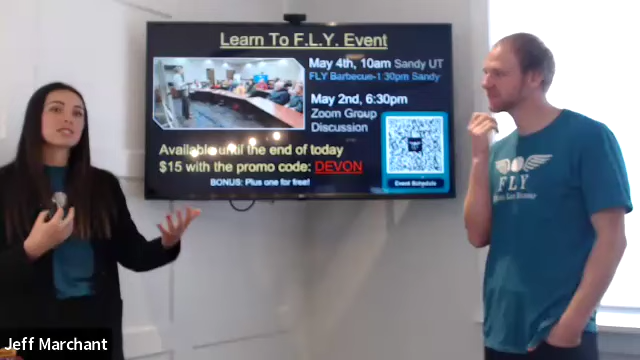 Learn To F.L.Y. Event
May 4th, 10am Sandy UT
FLY Barbecue-1:30pm Sandy
May 2nd, 6:30pm
Zoom Group
Discussion
Available until the end of today
$15 with the promo code: DEVON
BONUS: Plus one for free!
Event Schedule
FLY
Jeff Marchant